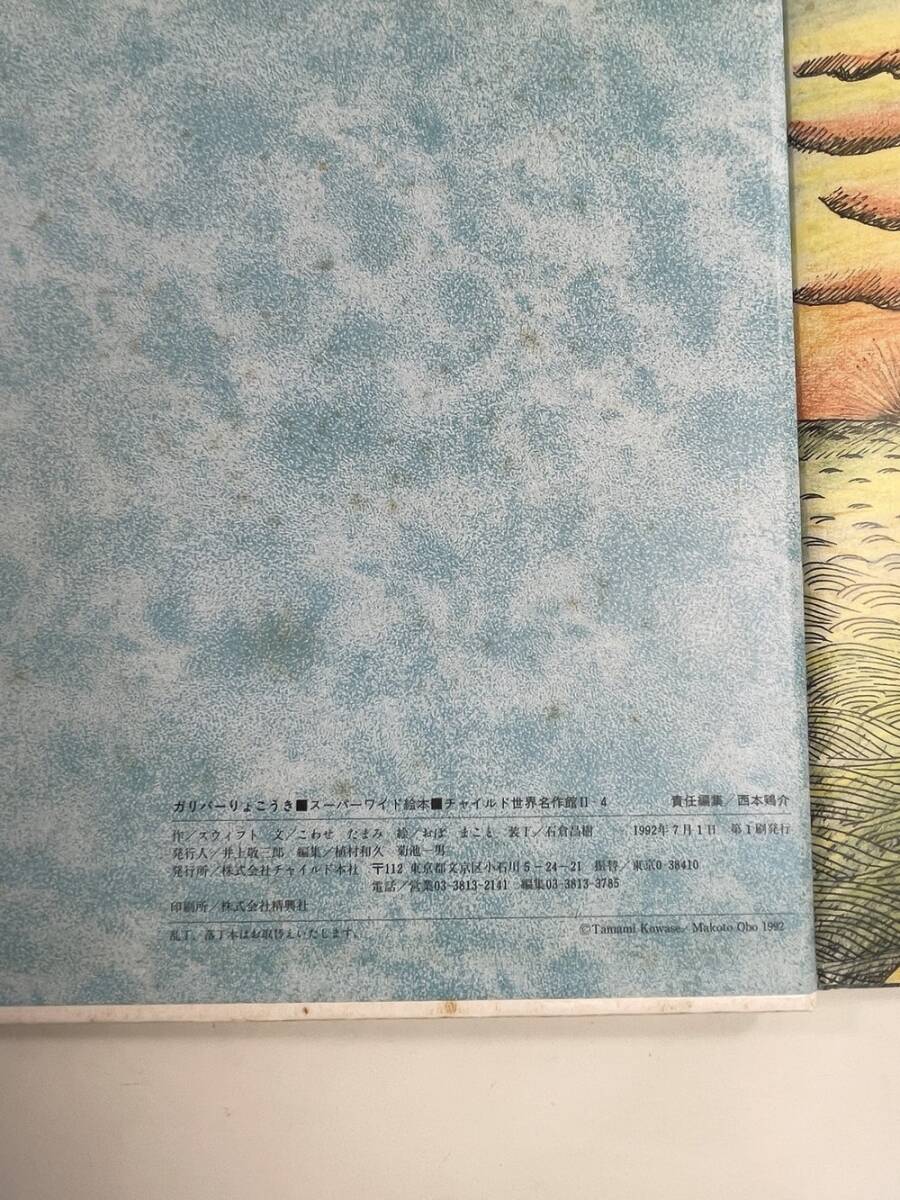 ガリバーりょこうき■スーパーワイド絵本■チャイルド世界名作館II-4 責任編集/西本鶏介
作/スウィフト 文/こわせ たまみ 絵/おぼ まこと 装丁/石倉昌樹 1992年7月1日 第1刷発行
発行人/井上敬三郎 編集/植村和久 菊池一男
発行所/株式会社チャイルド本社 〒112 東京都文京区小石川5-24-21 振替/東京0-38410
電話/営業03-3813-2141 編集03-3813-3785
印刷所/株式会社精興社
乱丁、落丁本はお取替えいたします。 ©Tamami Kowase/Makoto Obo 1992